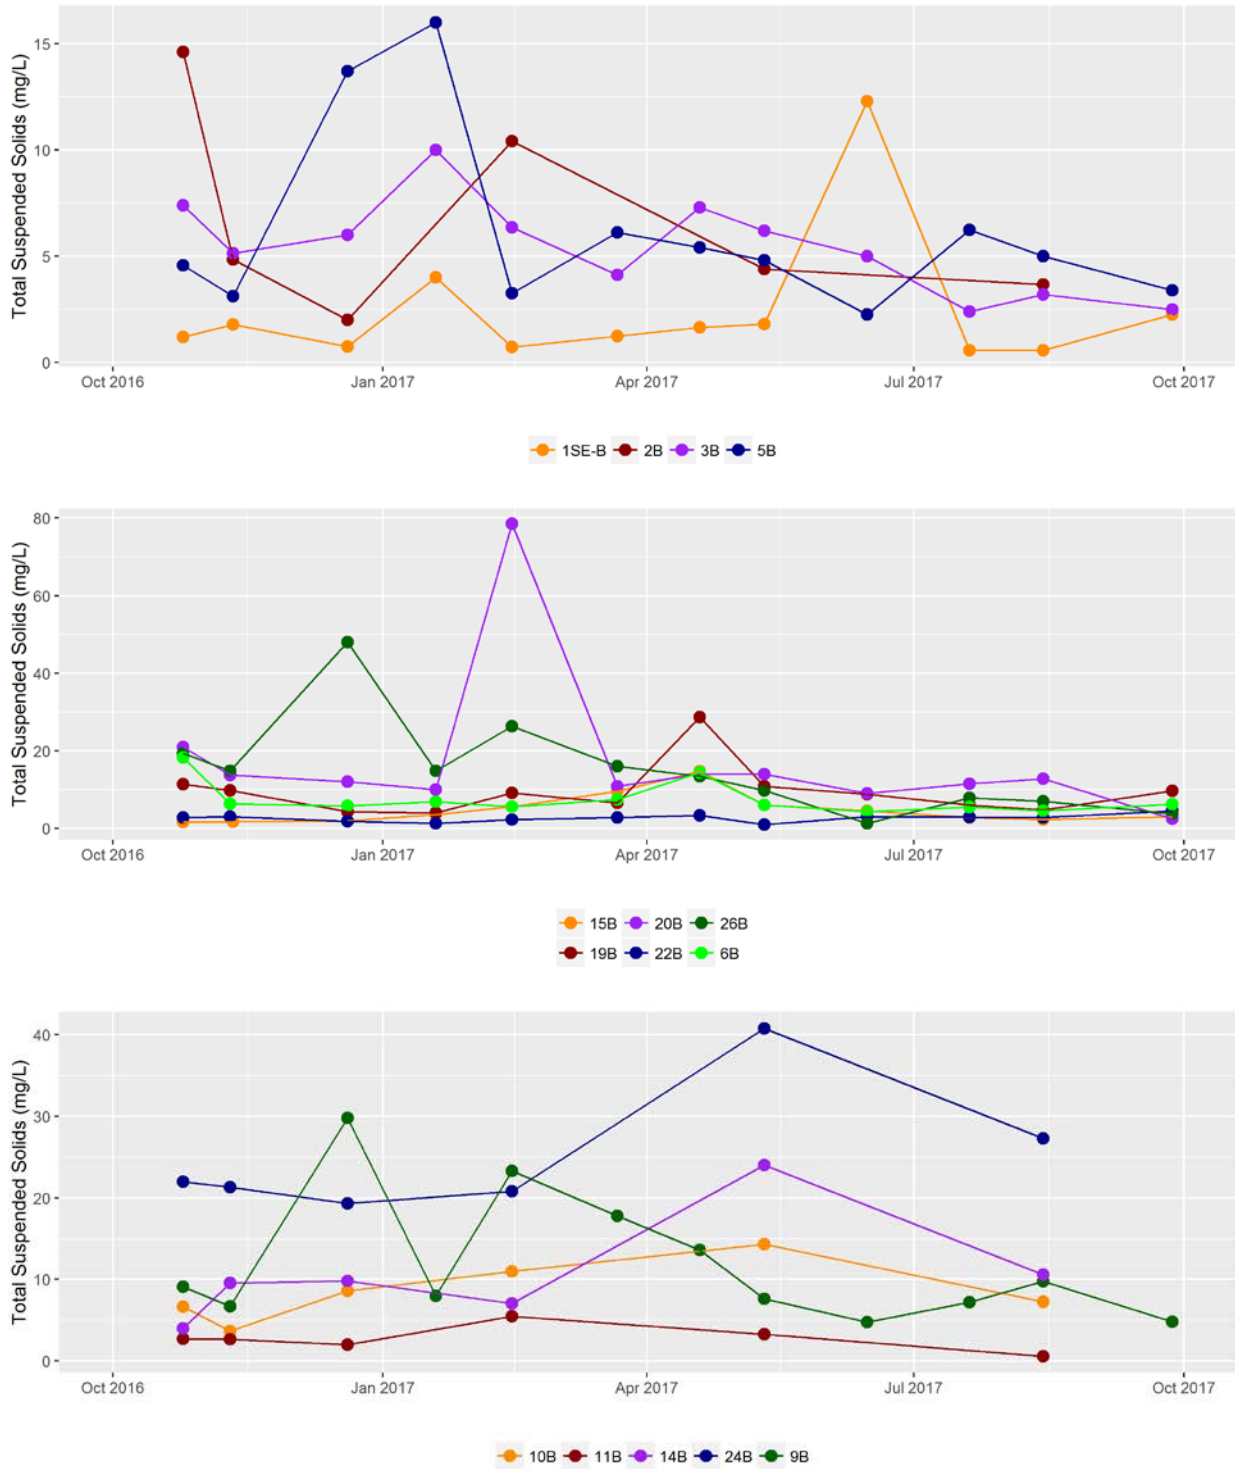 Total Suspended Solids (mg/L)
15
10
5
0
Oct 2016 Jan 2017 Apr 2017 Jul 2017 Oct 2017
1SE-B 2B 3B 5B
Total Suspended Solids (mg/L)
80
60
40
20
0
Oct 2016 Jan 2017 Apr 2017 Jul 2017 Oct 2017
15B 20B 26B
19B 22B 6B
Total Suspended Solids (mg/L)
40
30
20
10
0
Oct 2016 Jan 2017 Apr 2017 Jul 2017 Oct 2017
10B 11B 14B 24B 9B